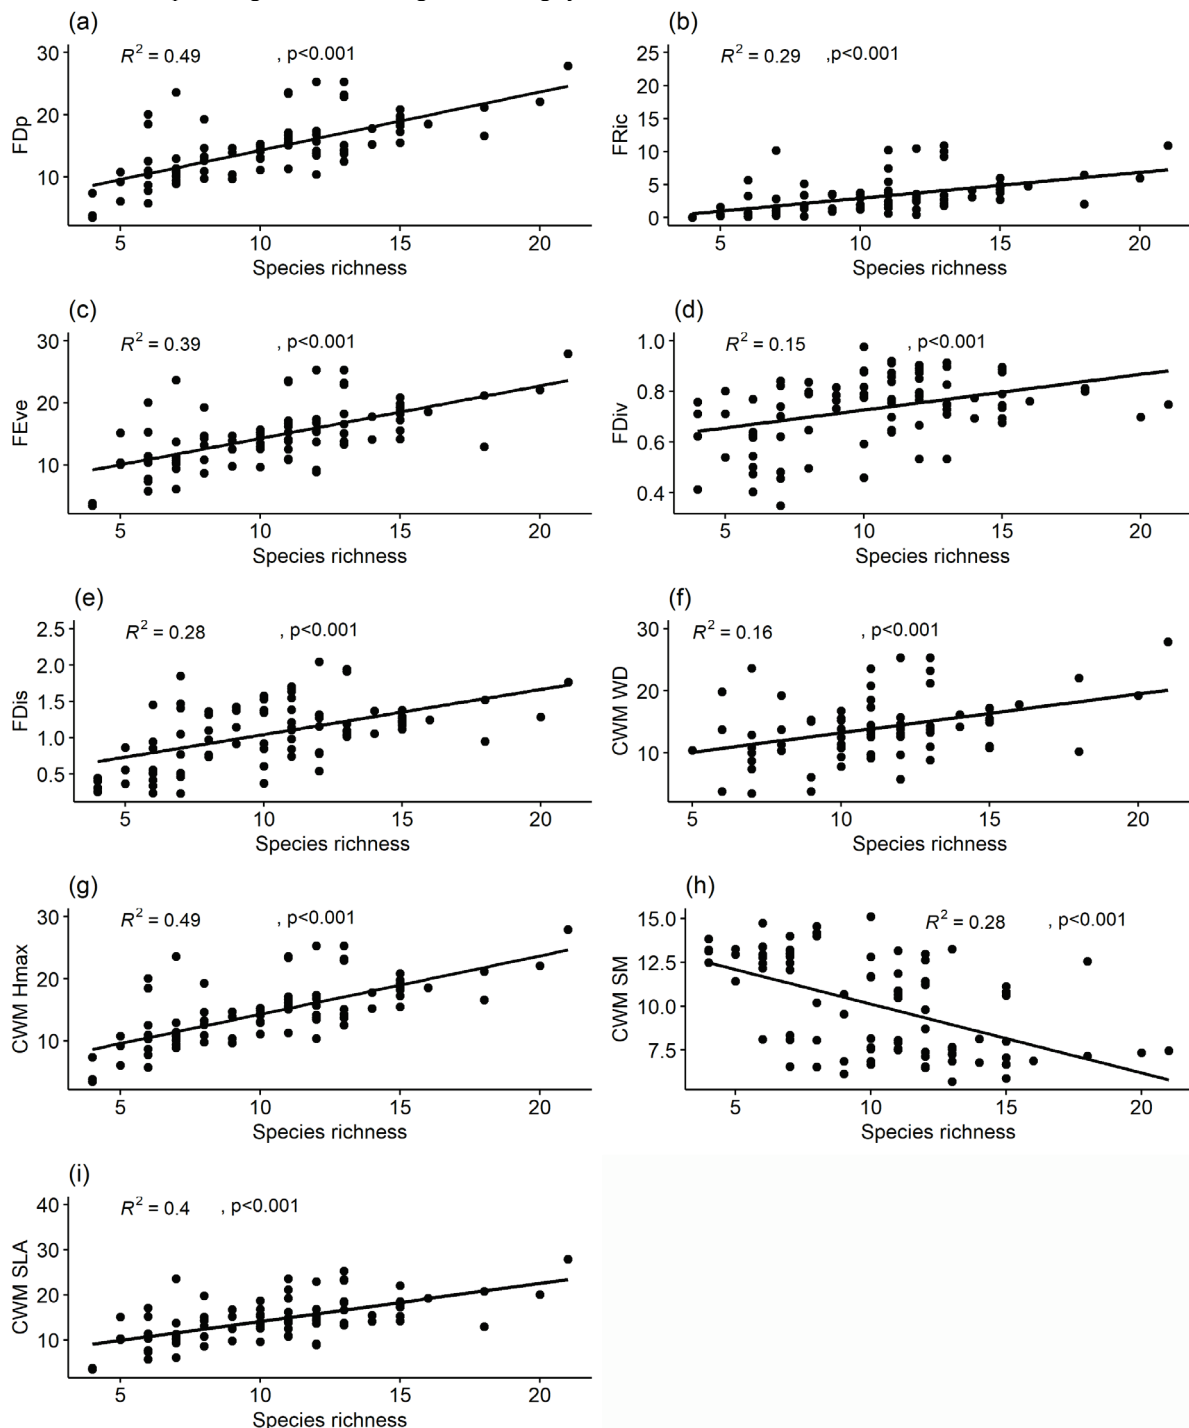 (a)
R² = 0.49 , p<0.001
30
20
10
FDp
5 10 15 20
Species richness
(b)
R² = 0.29 ,p<0.001
25
20
15
10
5
0
FRic
5 10 15 20
Species richness
(c)
R² = 0.39 , p<0.001
30
20
10
FEve
5 10 15 20
Species richness
(d)
R² = 0.15 , p<0.001
1.0
0.8
0.6
0.4
FDiv
5 10 15 20
Species richness
(e)
R² = 0.28 , p<0.001
2.5
2.0
1.5
1.0
0.5
FDis
5 10 15 20
Species richness
(f)
R² = 0.16 , p<0.001
30
20
10
CWM WD
5 10 15 20
Species richness
(g)
R² = 0.49 , p<0.001
30
20
10
CWM Hmax
5 10 15 20
Species richness
(h)
R² = 0.28 , p<0.001
15.0
12.5
10.0
7.5
CWM SM
5 10 15 20
Species richness
(i)
R² = 0.4 , p<0.001
40
30
20
10
CWM SLA
5 10 15 20
Species richness